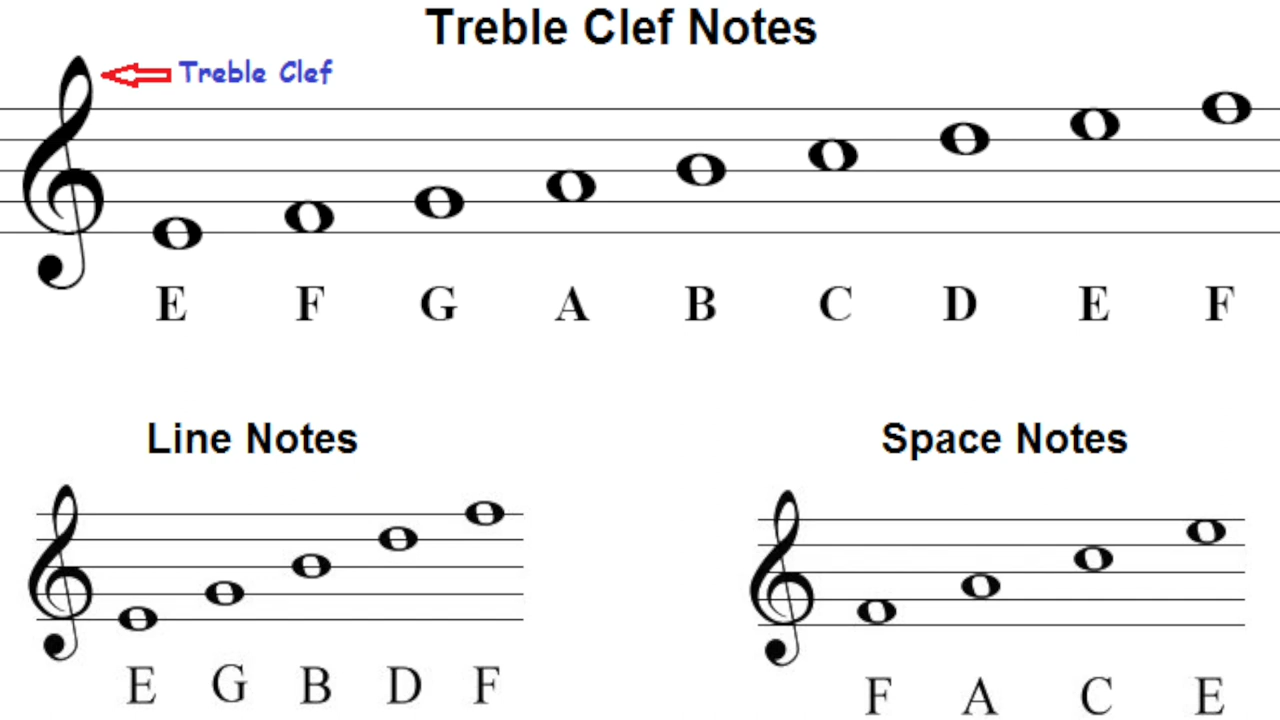 Treble Clef Notes
Treble Clef
E F G A B C D E F
Line Notes
Space Notes
E G B D F
F A C E